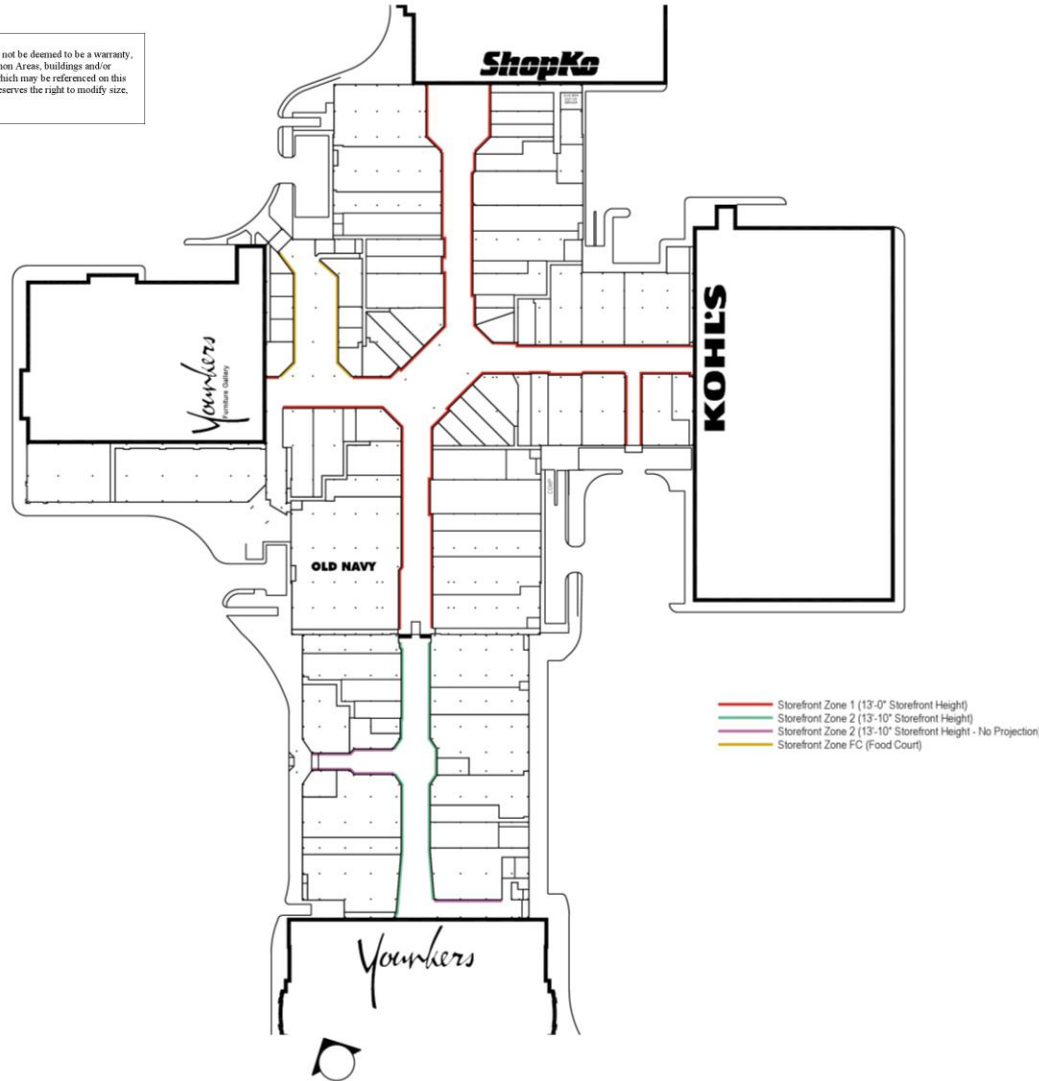 not be deemed to be a warranty,
non Areas, buildings and/or
which may be referenced on this
eserves the right to modify size,
ShopKo
KOHL'S
Younkers
Furniture Gallery
COMP
OLD NAVY
Storefront Zone 1 (13'-0" Storefront Height)
Storefront Zone 2 (13'-10" Storefront Height)
Storefront Zone 2 (13'-10" Storefront Height - No Projection)
Storefront Zone FC (Food Court)
Younkers